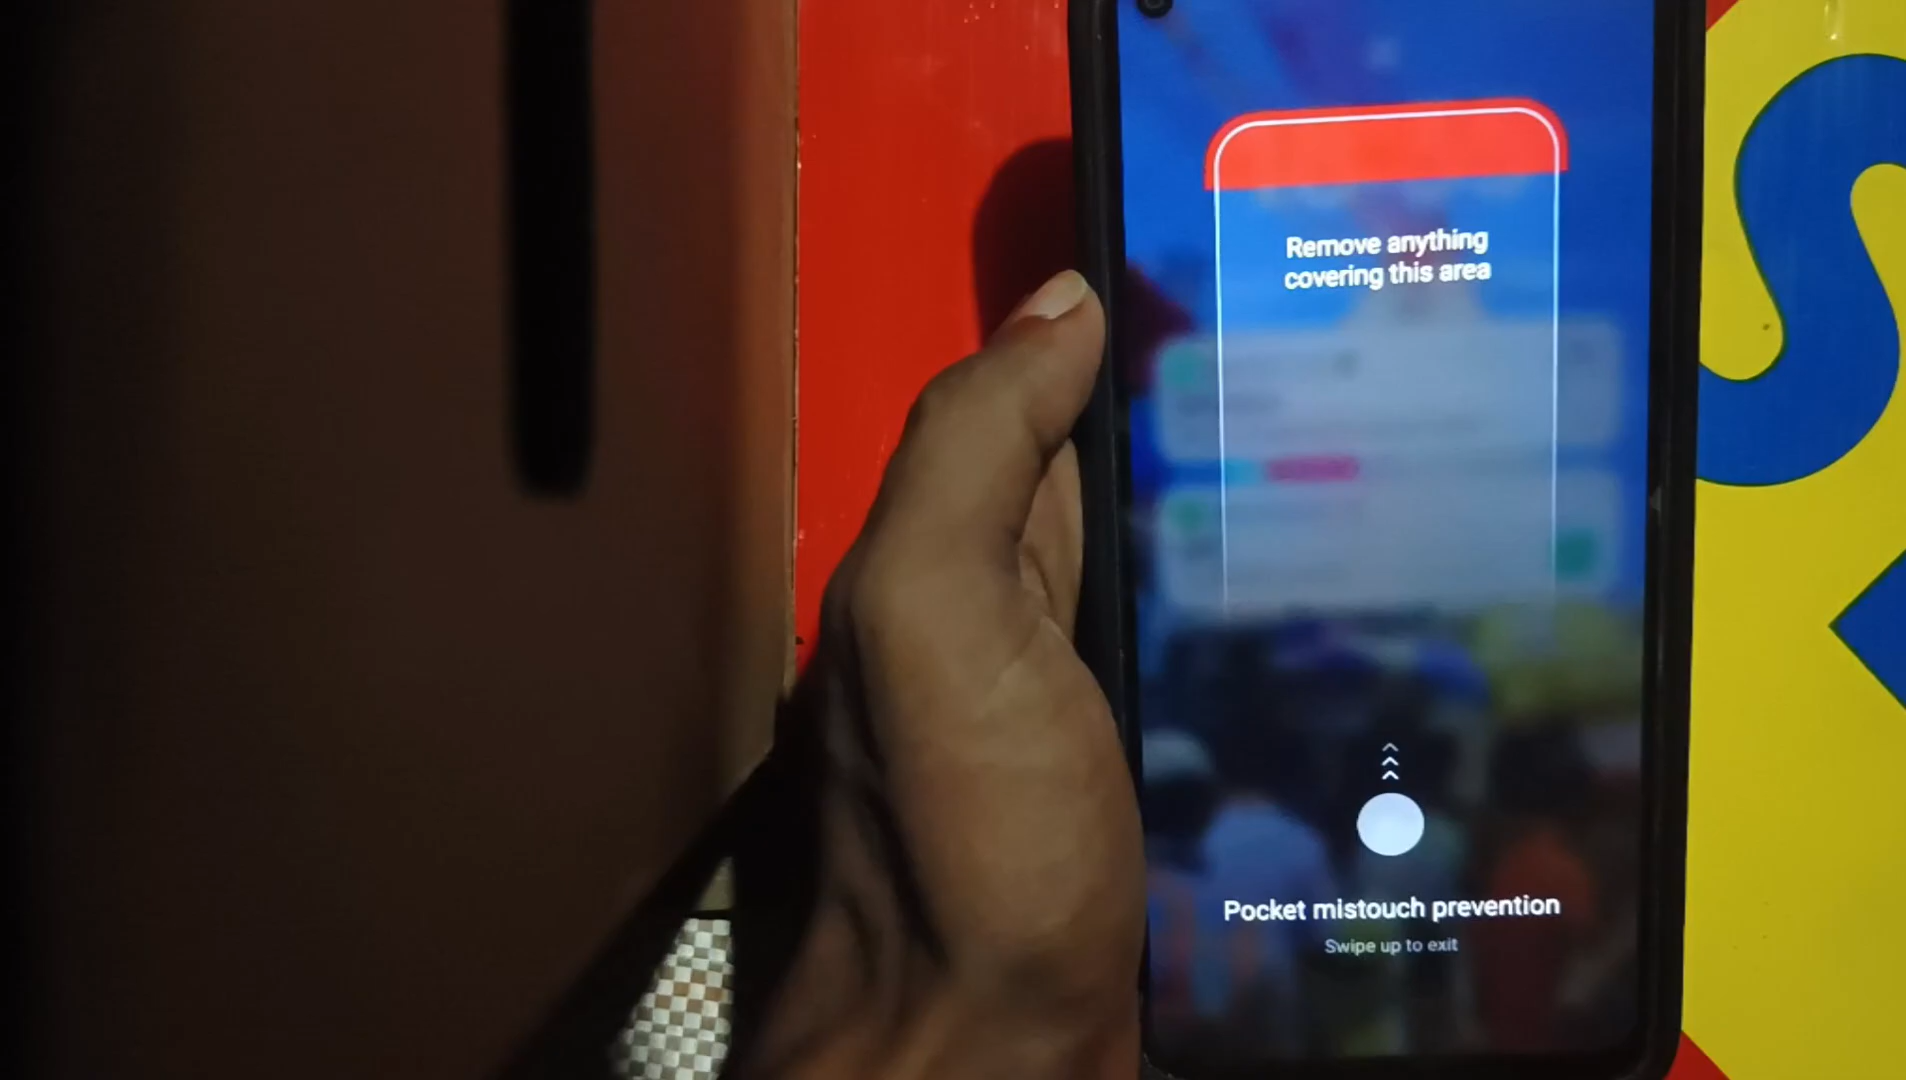 Remove anything
covering this area
Pocket mistouch prevention
Swipe up to exit